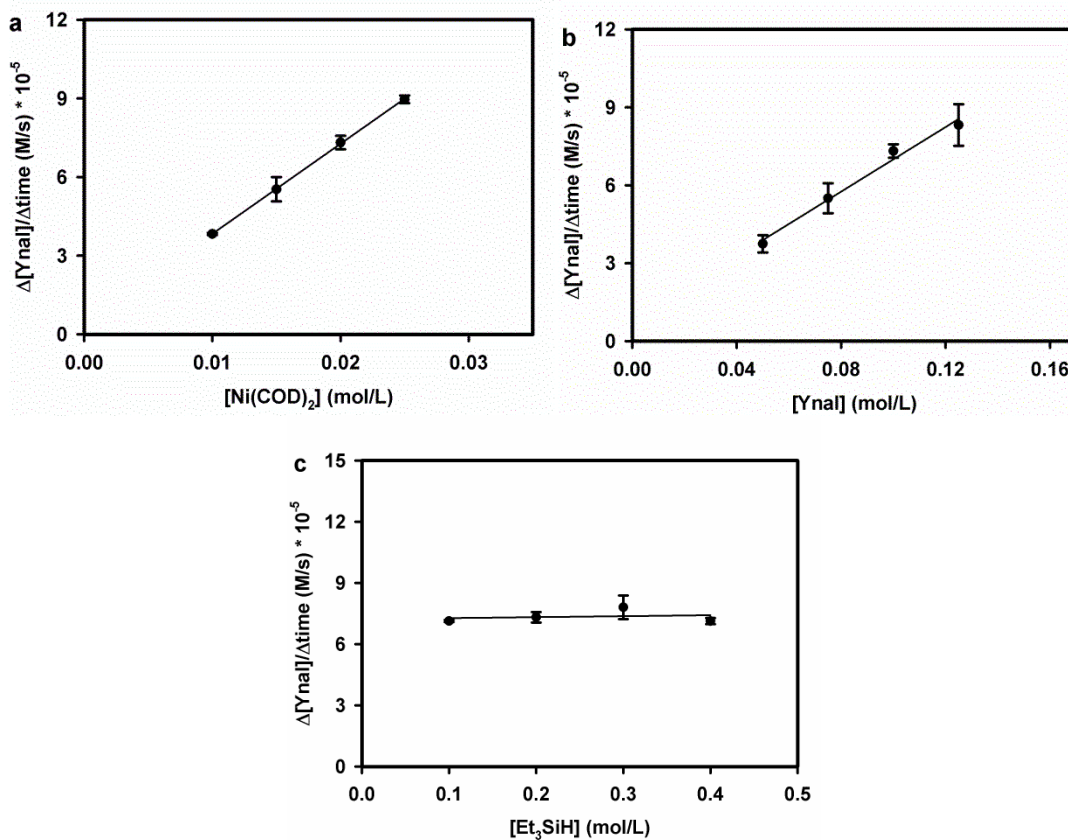 a
12
9
6
3
0
Δ[Ynal]/Δtime (M/s) * 10⁻⁵
0.00 0.01 0.02 0.03
[Ni(COD)₂] (mol/L)
b
12
9
6
3
0
Δ[Ynal]/Δtime (M/s) * 10⁻⁵
0.00 0.04 0.08 0.12 0.16
[Ynal] (mol/L)
c
15
12
9
6
3
0
Δ[Ynal]/Δtime (M/s) * 10⁻⁵
0.0 0.1 0.2 0.3 0.4 0.5
[Et₃SiH] (mol/L)